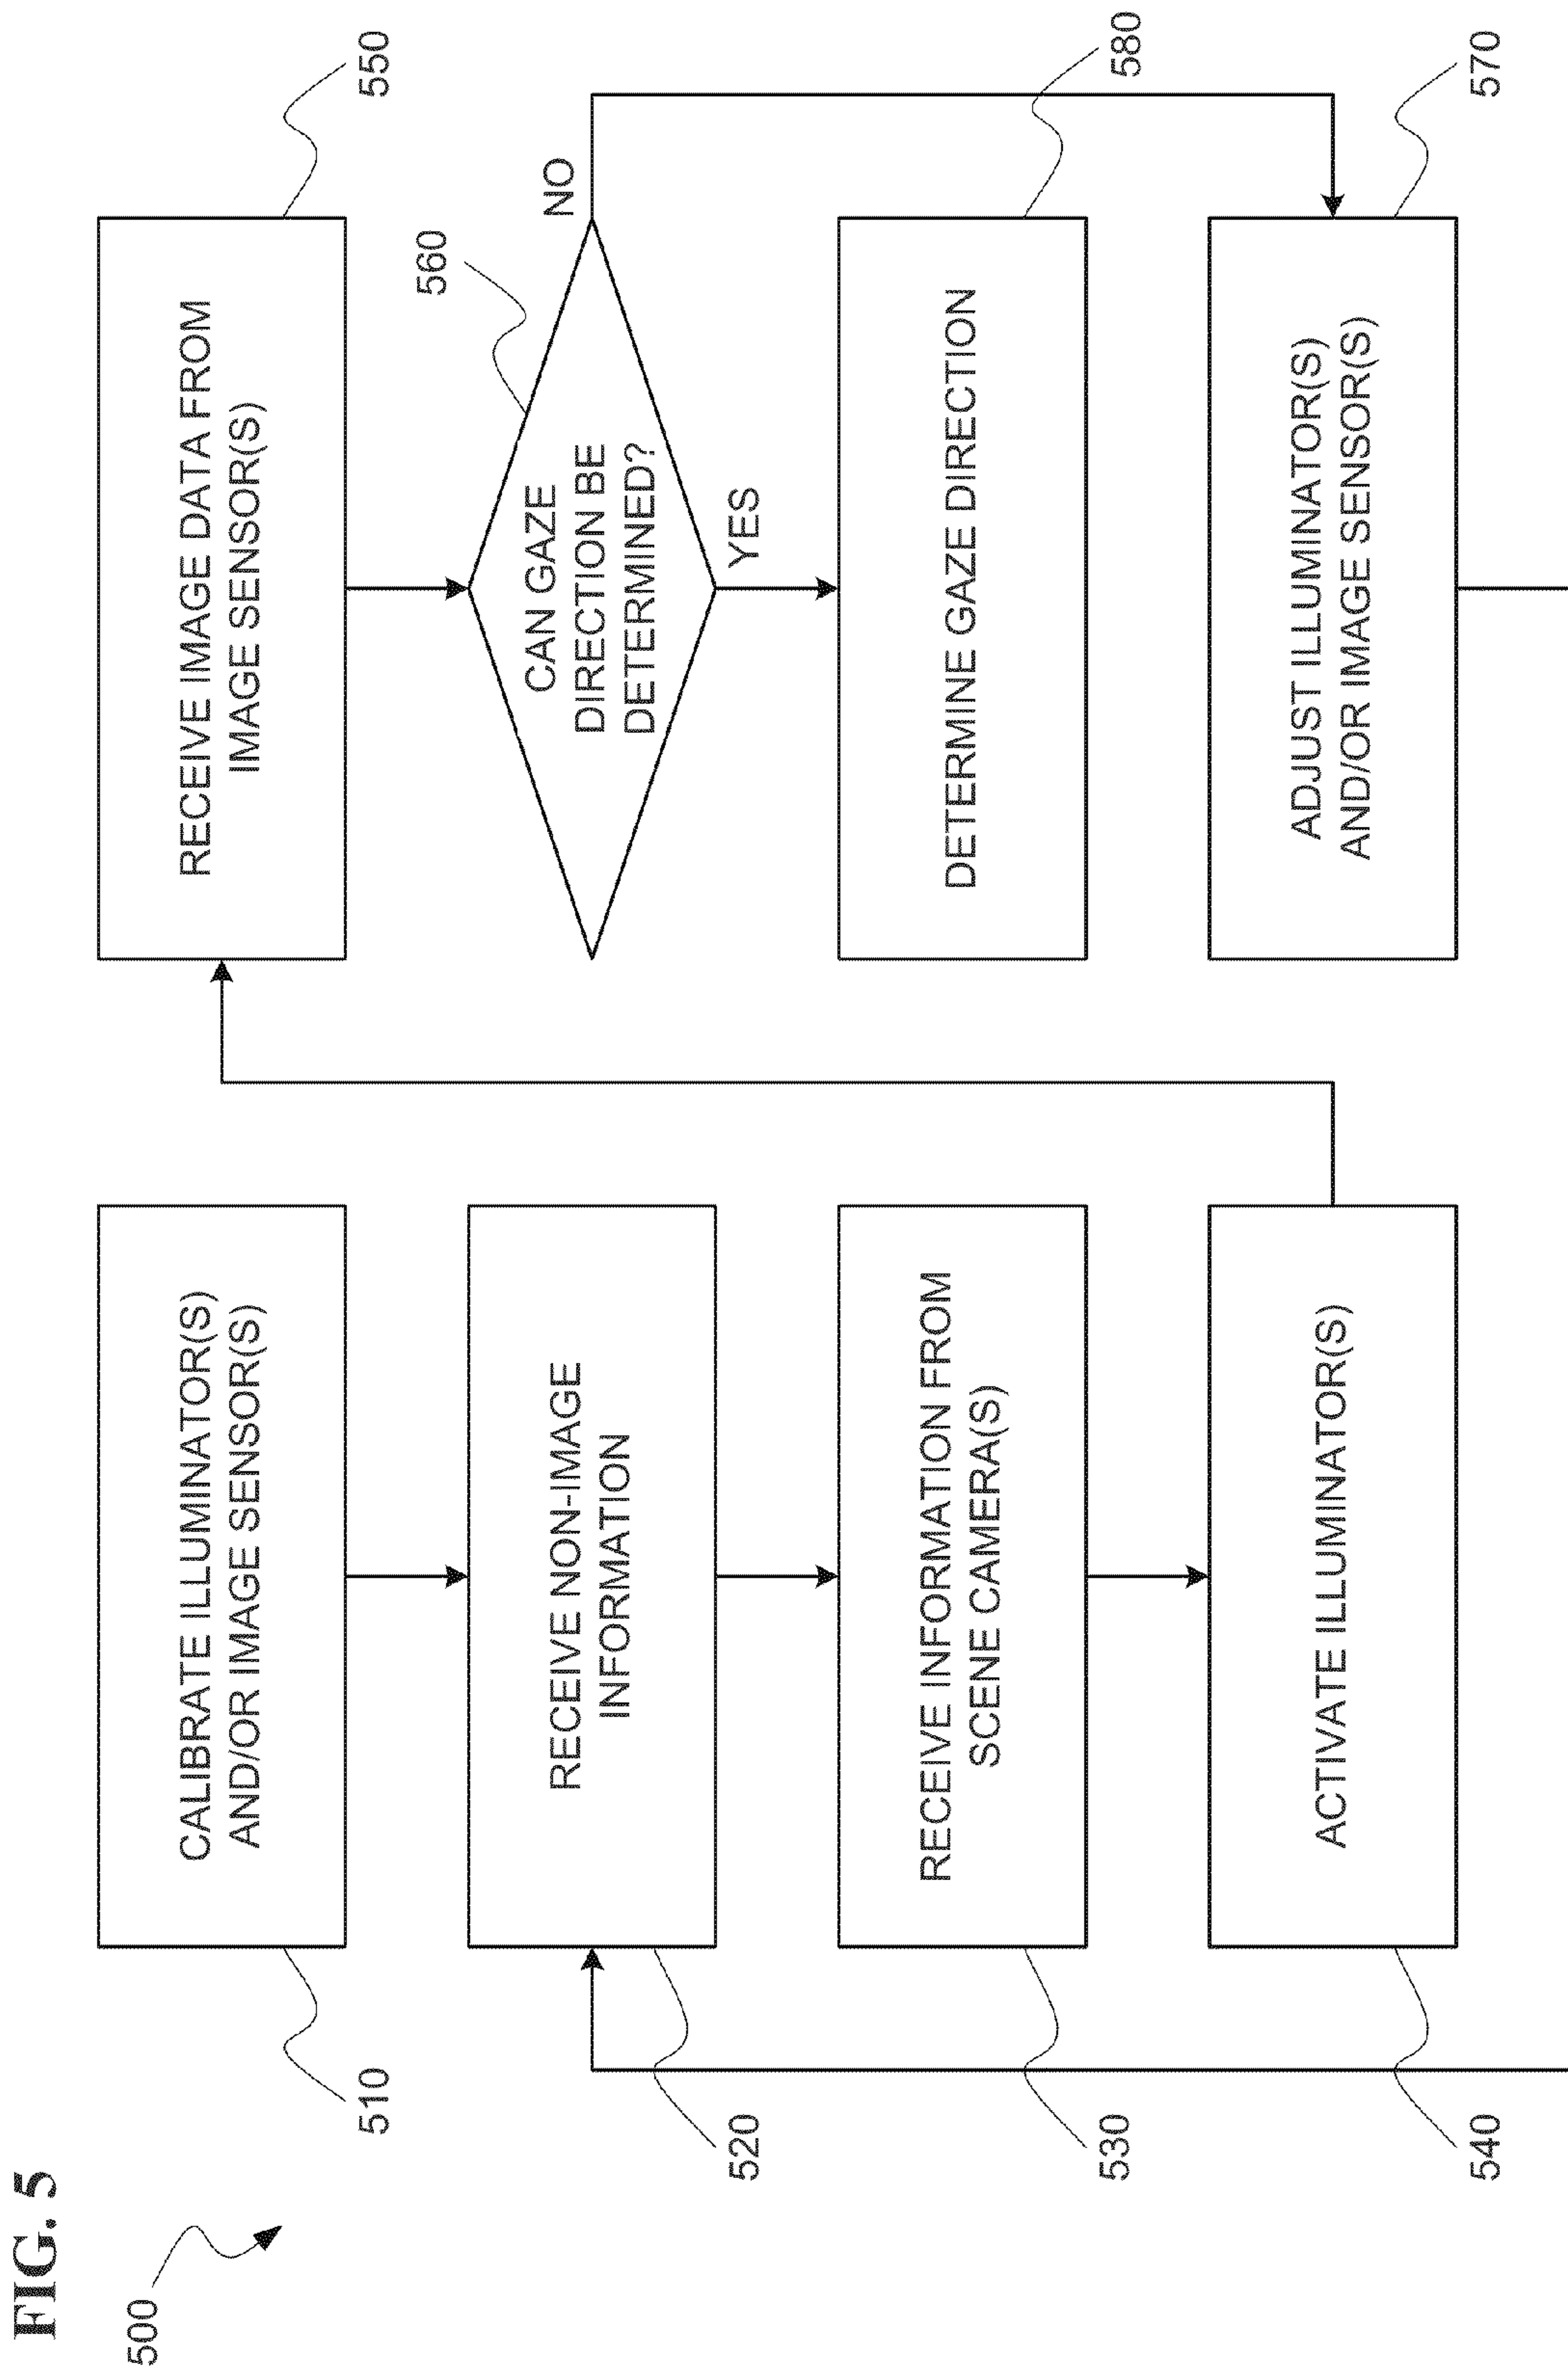 FIG. 5
500
510
CALIBRATE ILLUMINATOR(S)
AND/OR IMAGE SENSOR(S)
520
RECEIVE NON-IMAGE
INFORMATION
530
RECEIVE INFORMATION FROM
SCENE CAMERA(S)
540
ACTIVATE ILLUMINATOR(S)
550
RECEIVE IMAGE DATA FROM
IMAGE SENSOR(S)
560
CAN GAZE
DIRECTION BE
DETERMINED?
NO
YES
580
DETERMINE GAZE DIRECTION
570
ADJUST ILLUMINATOR(S)
AND/OR IMAGE SENSOR(S)